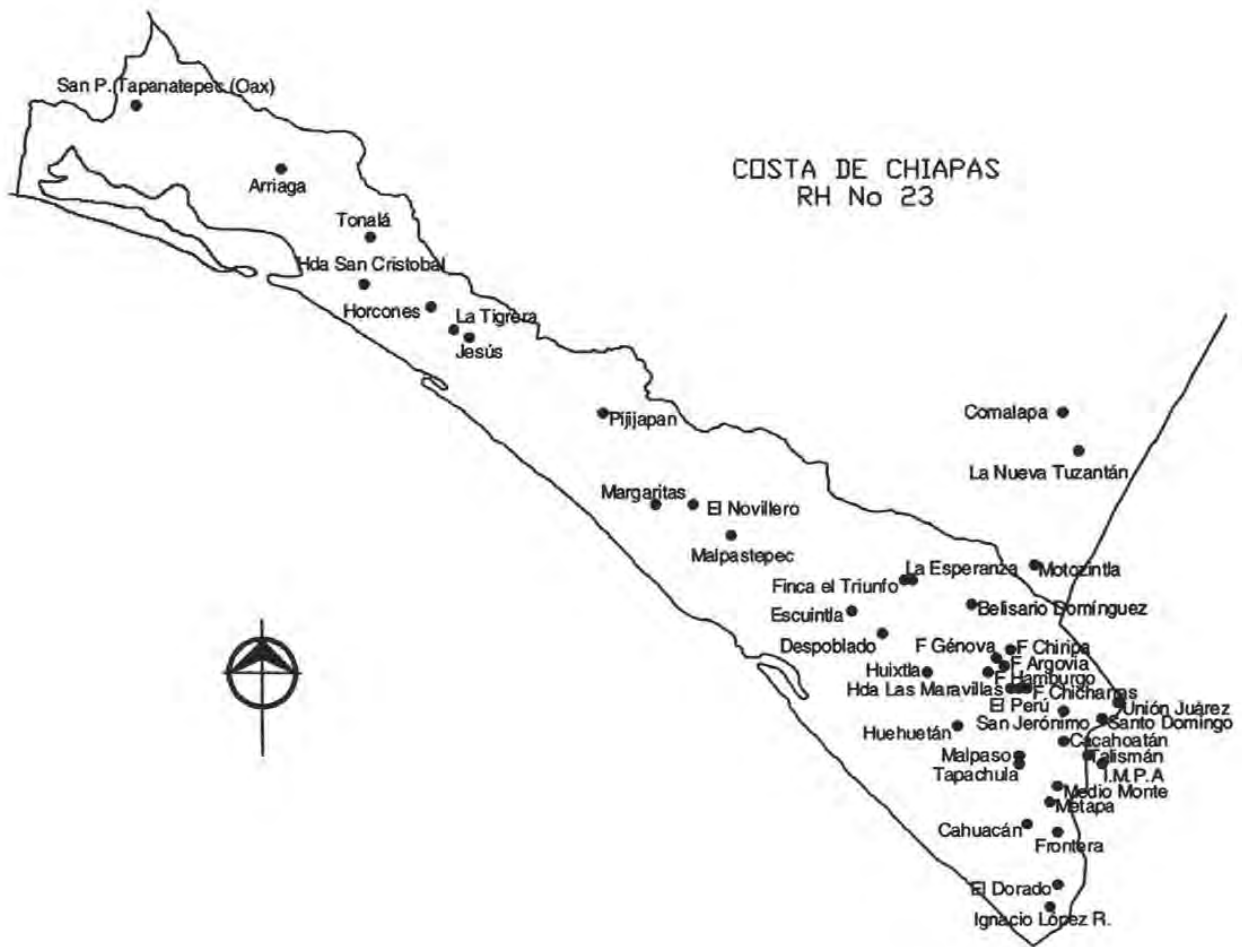 San P. Tapanatepec (Oax)
COSTA DE CHIAPAS
RH No 23
Arriaga
Tonalá
Hda San Cristobal
Horcones
La Tigrera
Jesús
Pijijapan
Comalapa
La Nueva Tuzantán
Margaritas
El Novillero
Malpastepec
La Esperanza
Motozintla
Finca el Triunfo
Belisario Domínguez
Escuintla
Despoblado
F Génova
F Chiripa
F Argovia
Huixtla
F Hamburgo
Hda Las Maravillas
F Chicharras
El Perú
Unión Juárez
San Jerónimo
Santo Domingo
Huehuetán
Cacahoatán
Malpaso
Talismán
Tapachula
I.M.P.A
Medio Monte
Metapa
Cahuacán
Frontera
El Dorado
Ignacio López R.